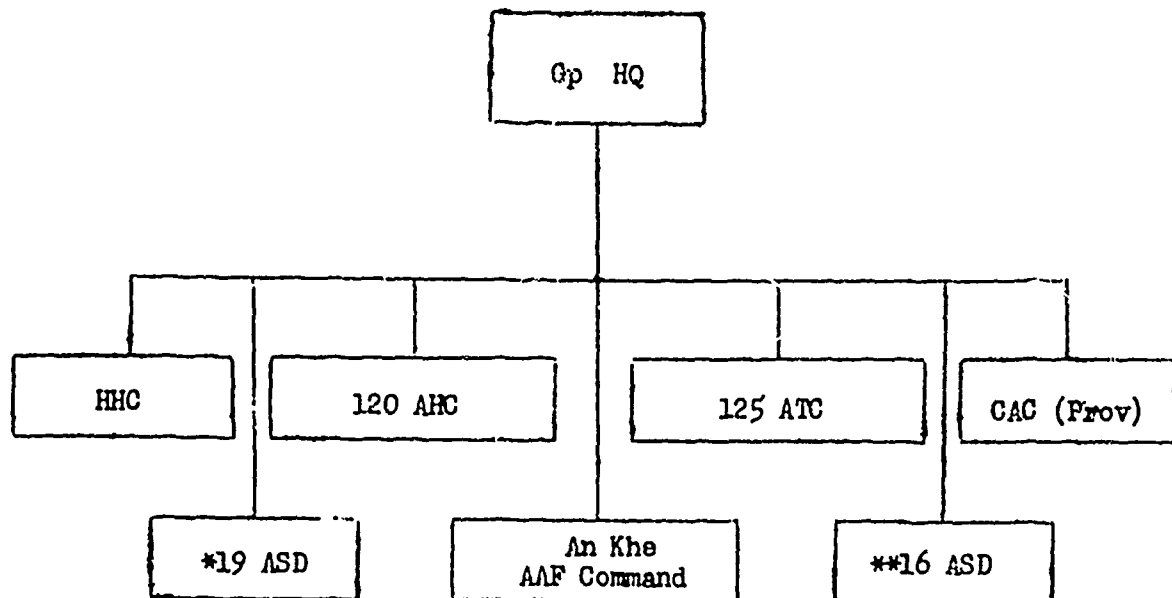 Gp HQ
HHC
120 AHC
125 ATC
CAC (Prov)
*19 ASD
An Khe
AAF Command
**16 ASD